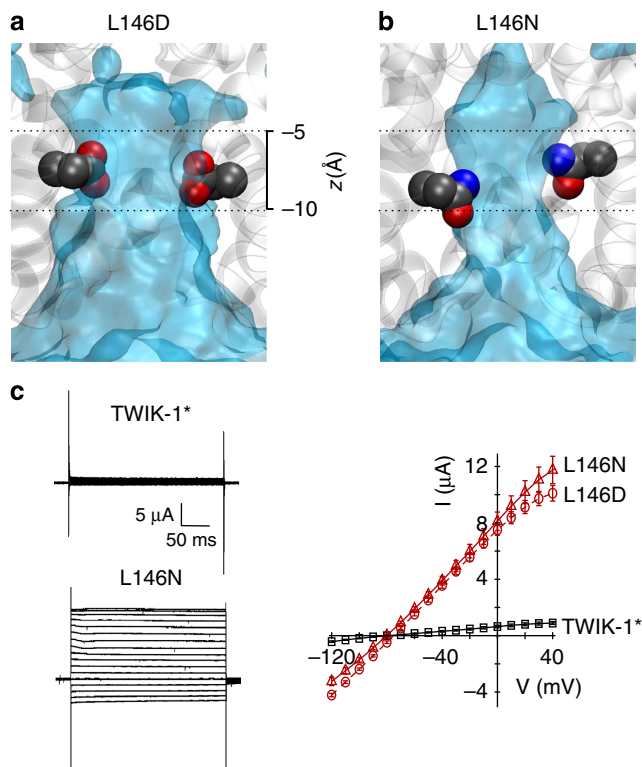 a
L146D
b
L146N
–5
z(Å)
–10
c
TWIK-1*
5 µA
50 ms
L146N
I (µA)
12
8
4
–4
L146N
L146D
TWIK-1*
–120
–40
40
V (mV)